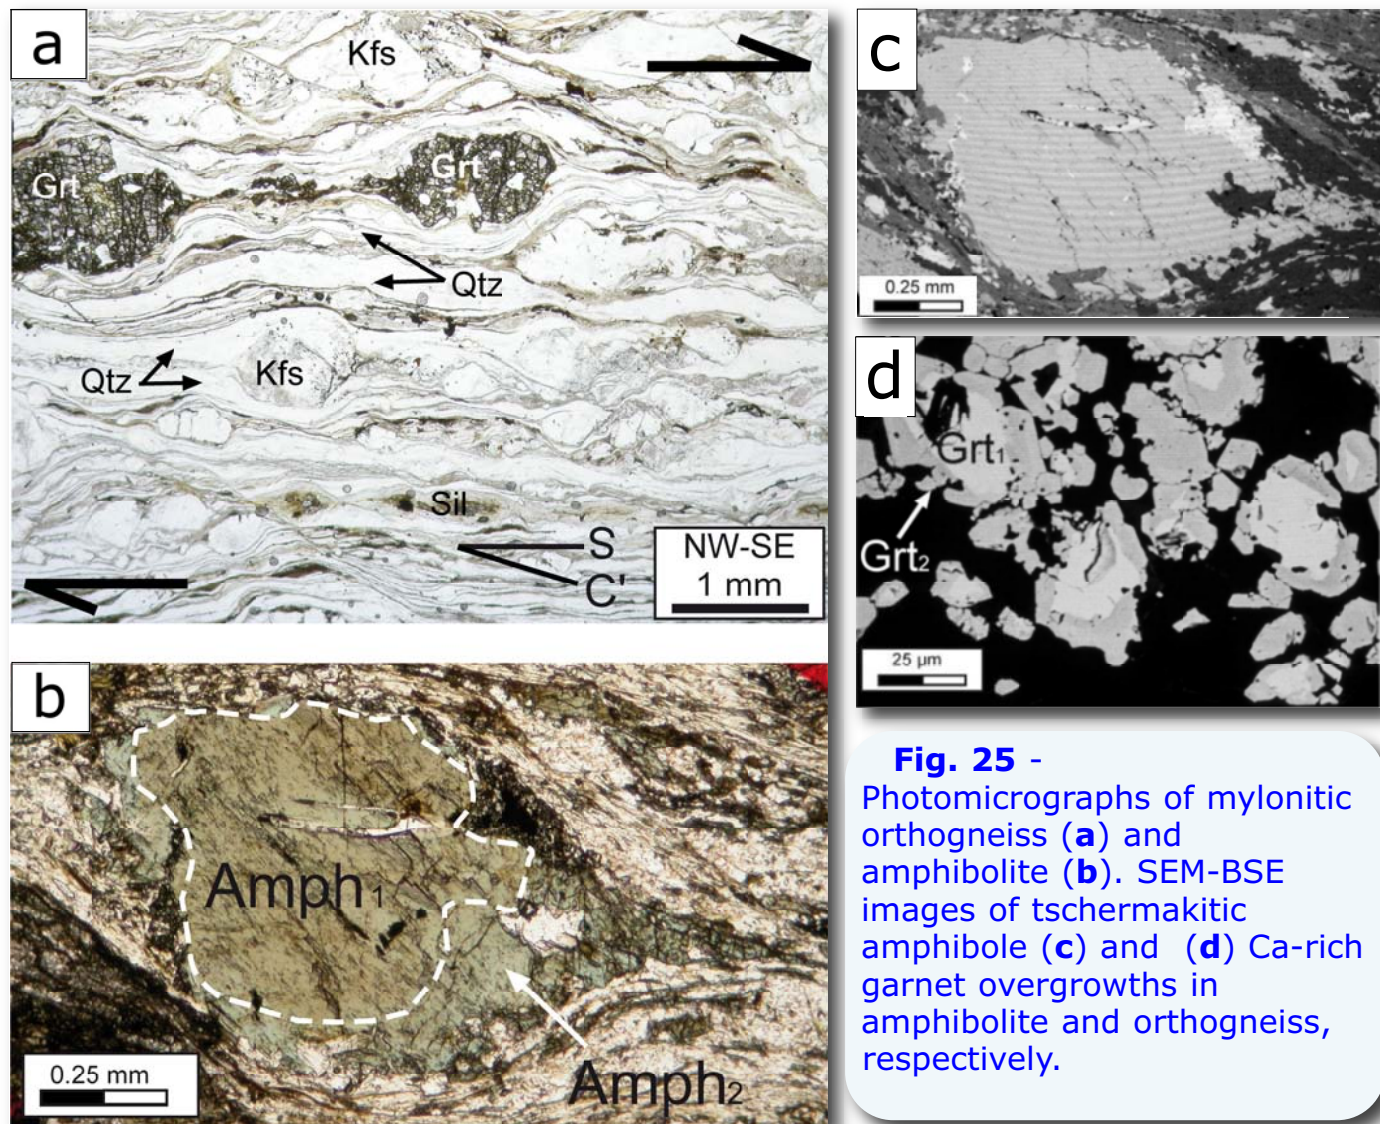 a
Kfs
Grt
Grt
Qtz
Qtz
Kfs
Sil
S
C'
NW-SE
1 mm
b
Amph1
Amph2
0.25 mm
c
0.25 mm
d
Grt1
Grt2
25 µm
Fig. 25 -
Photomicrographs of mylonitic
orthogneiss (a) and
amphibolite (b). SEM-BSE
images of tschermakitic
amphibole (c) and (d) Ca-rich
garnet overgrowths in
amphibolite and orthogneiss,
respectively.